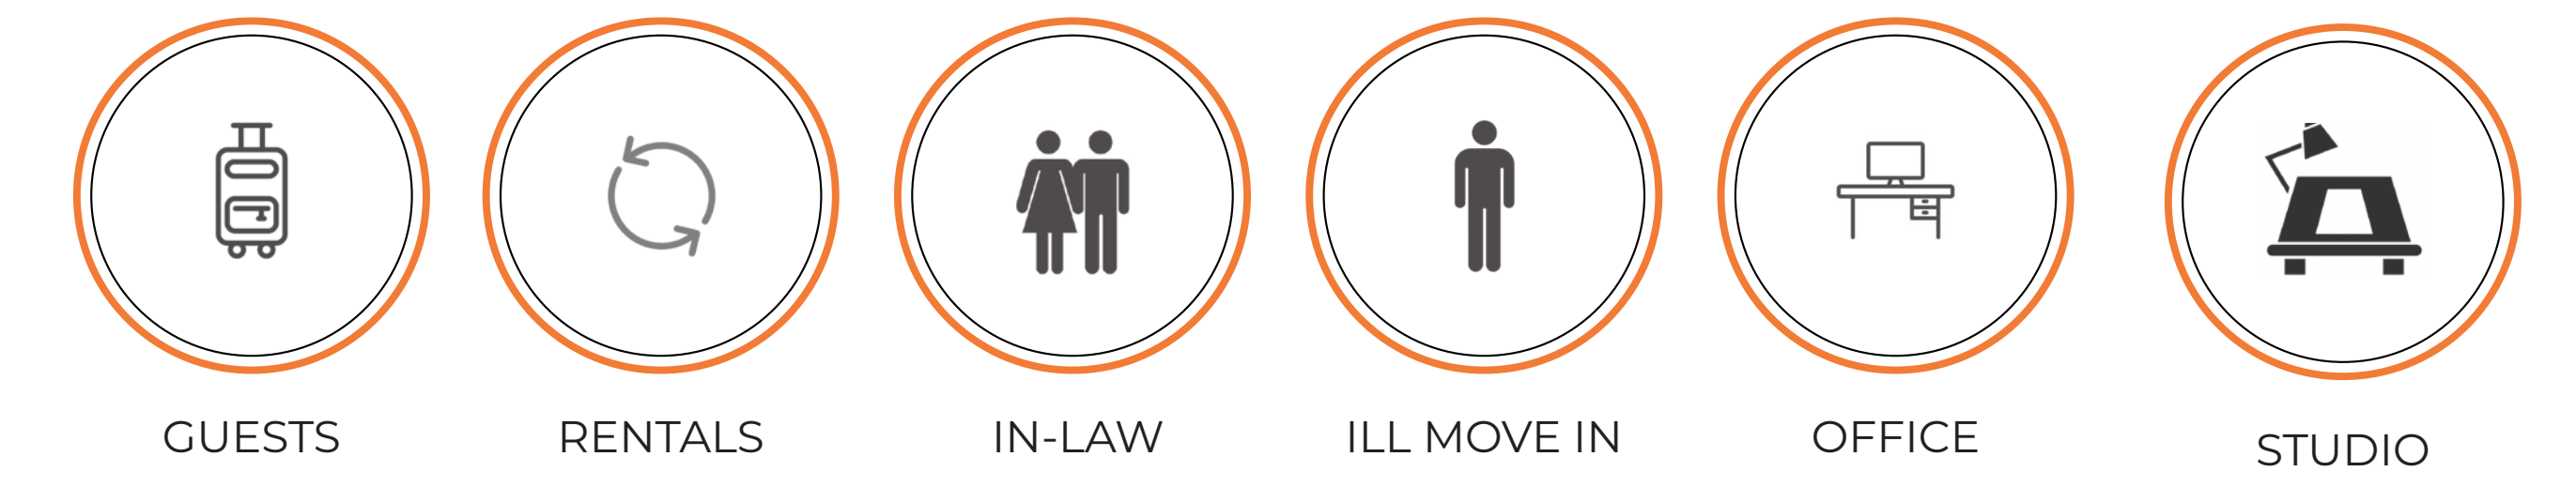 GUESTS
RENTALS
IN-LAW
ILL MOVE IN
OFFICE
STUDIO